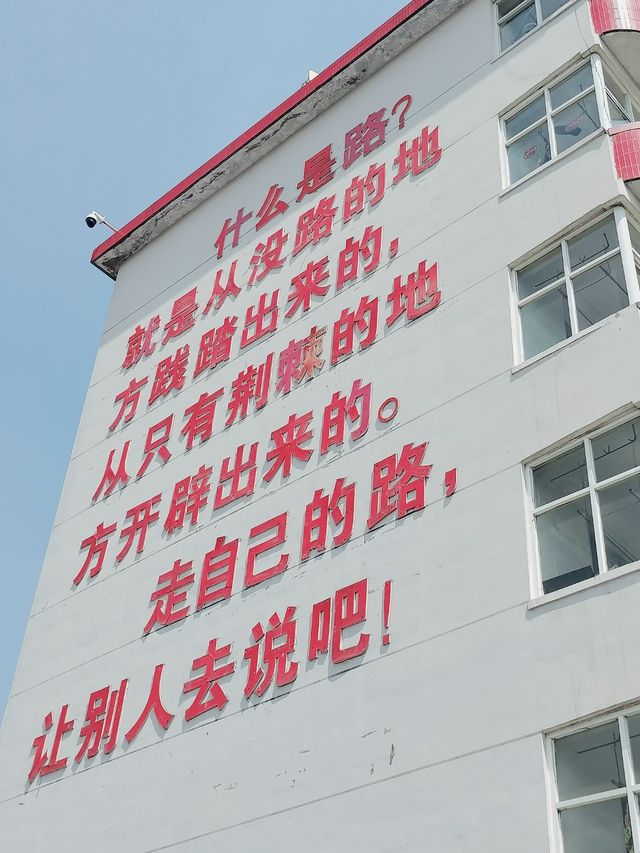 什么是路？
就是从没路的地
方践踏出来的，
从只有荆棘的地
方开辟出来的。
走自己的路，
让别人去说吧！